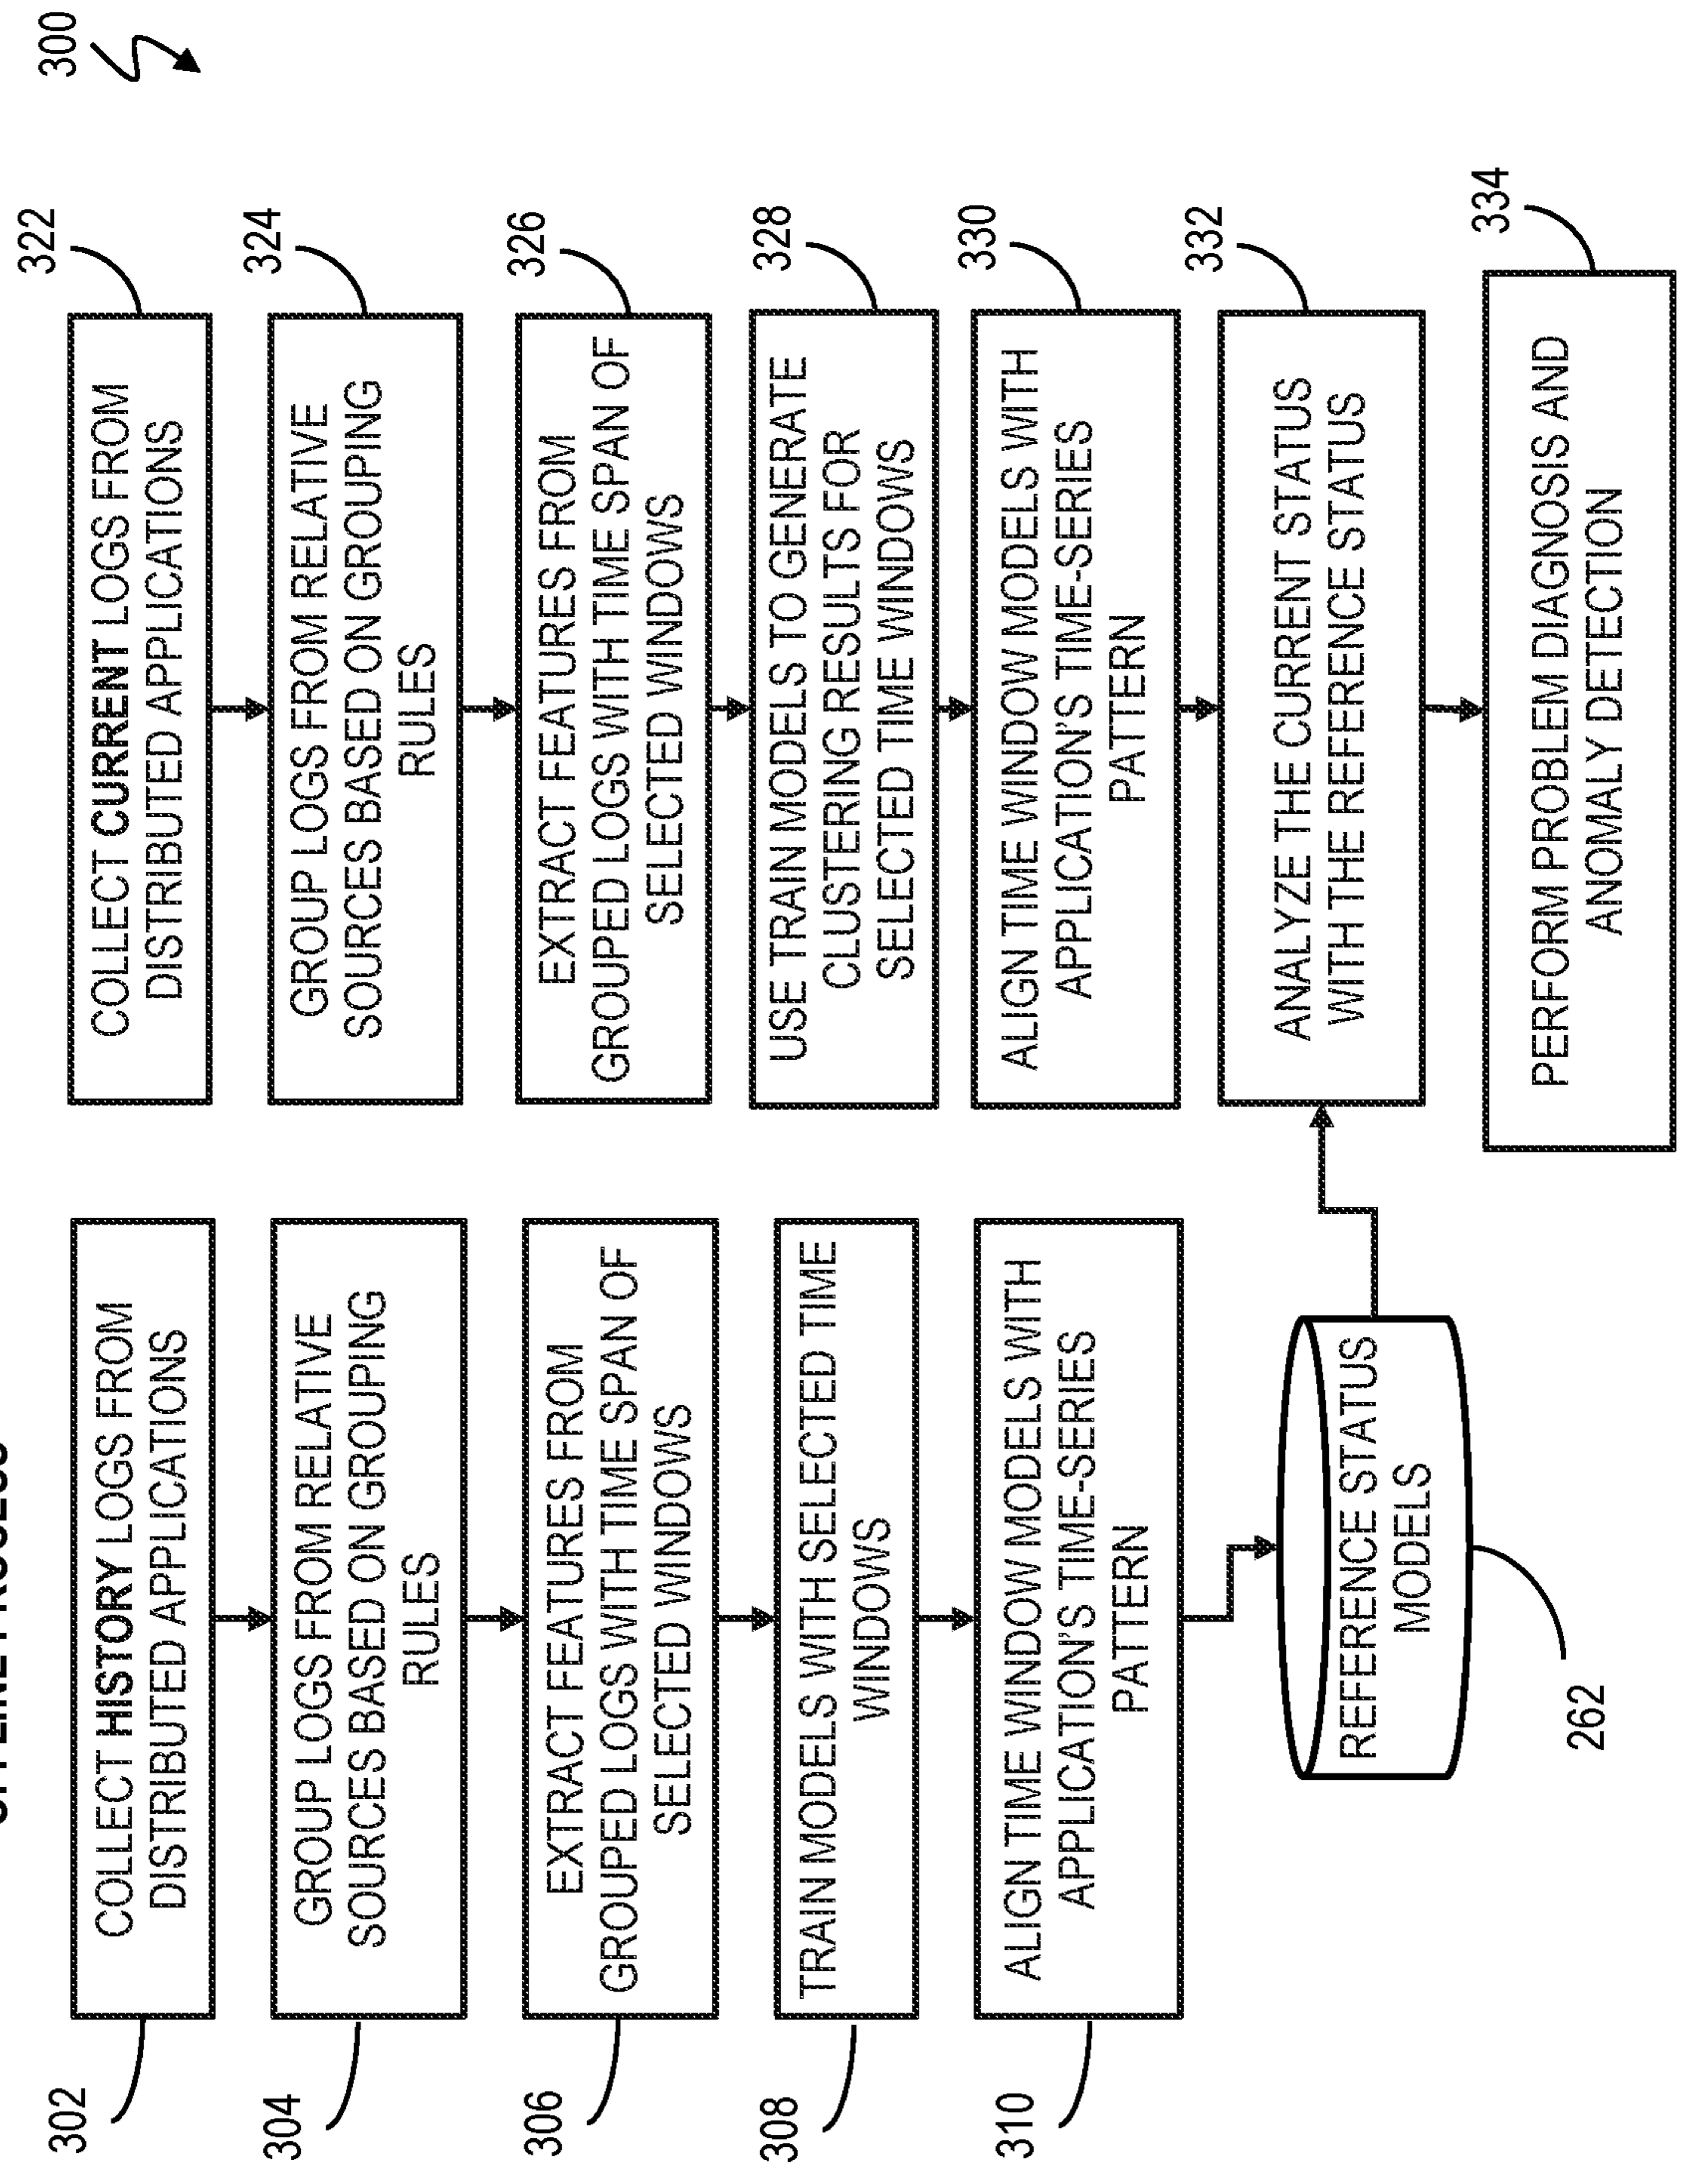 300
302
COLLECT HISTORY LOGS FROM
DISTRIBUTED APPLICATIONS
304
GROUP LOGS FROM RELATIVE
SOURCES BASED ON GROUPING
RULES
306
EXTRACT FEATURES FROM
GROUPED LOGS WITH TIME SPAN OF
SELECTED WINDOWS
308
TRAIN MODELS WITH SELECTED TIME
WINDOWS
310
ALIGN TIME WINDOW MODELS WITH
APPLICATION'S TIME-SERIES
PATTERN
REFERENCE STATUS
MODELS
262
322
COLLECT CURRENT LOGS FROM
DISTRIBUTED APPLICATIONS
324
GROUP LOGS FROM RELATIVE
SOURCES BASED ON GROUPING
RULES
326
EXTRACT FEATURES FROM
GROUPED LOGS WITH TIME SPAN OF
SELECTED WINDOWS
328
USE TRAIN MODELS TO GENERATE
CLUSTERING RESULTS FOR
SELECTED TIME WINDOWS
330
ALIGN TIME WINDOW MODELS WITH
APPLICATION'S TIME-SERIES
PATTERN
332
ANALYZE THE CURRENT STATUS
WITH THE REFERENCE STATUS
334
PERFORM PROBLEM DIAGNOSIS AND
ANOMALY DETECTION